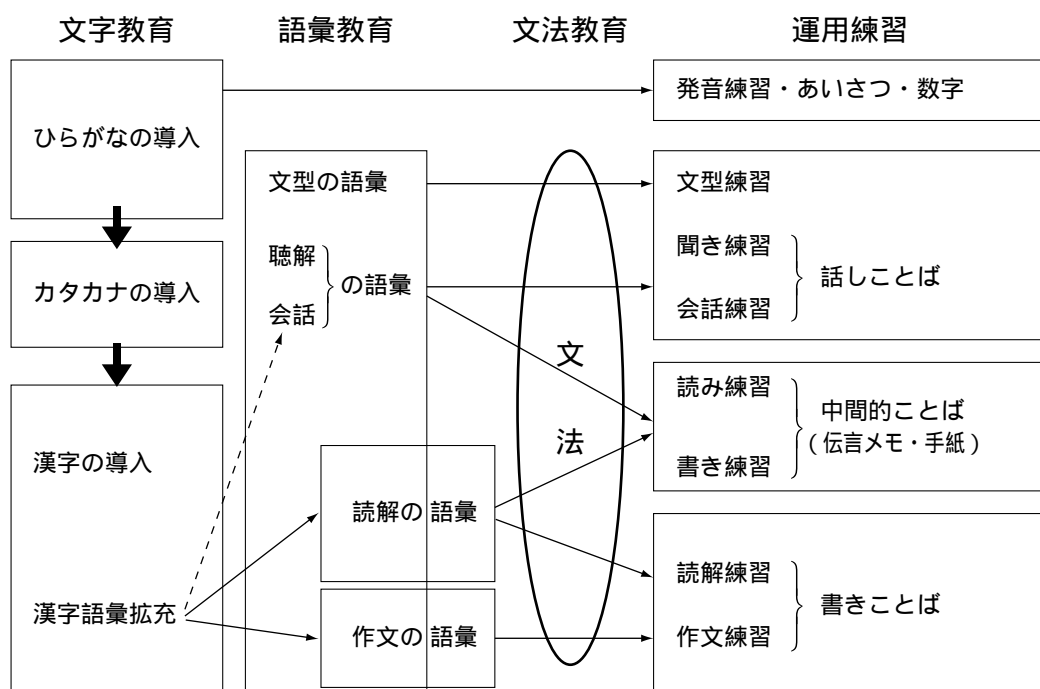 文字教育
語彙教育
文法教育
運用練習
ひらがなの導入
カタカナの導入
漢字の導入
漢字語彙拡充
文型の語彙
聴解
会話
の語彙
読解の語彙
作文の語彙
文
法
発音練習・あいさつ・数字
文型練習
聞き練習
会話練習
話しことば
読み練習
書き練習
中間的ことば
(伝言メモ・手紙)
読解練習
作文練習
書きことば